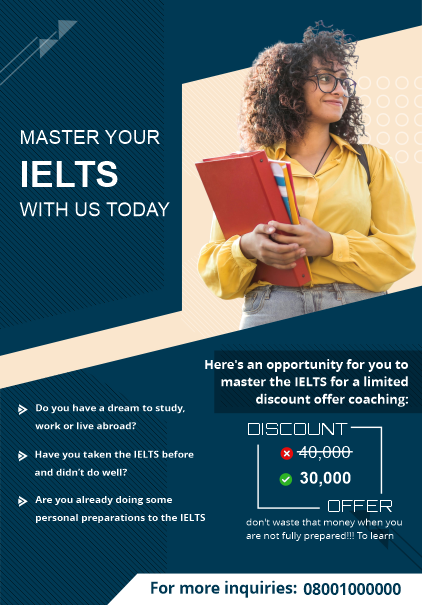 MASTER YOUR
IELTS
WITH US TODAY
Here's an opportunity for you to
master the IELTS for a limited
discount offer coaching:
Do you have a dream to study,
work or live abroad?
Have you taken the IELTS before
and didn't do well?
Are you already doing some
personal preparations to the IELTS
DISCOUNT
40,000
30,000
OFFER
don't waste that money when you
are not fully prepared!!! To learn
For more inquiries: 08001000000